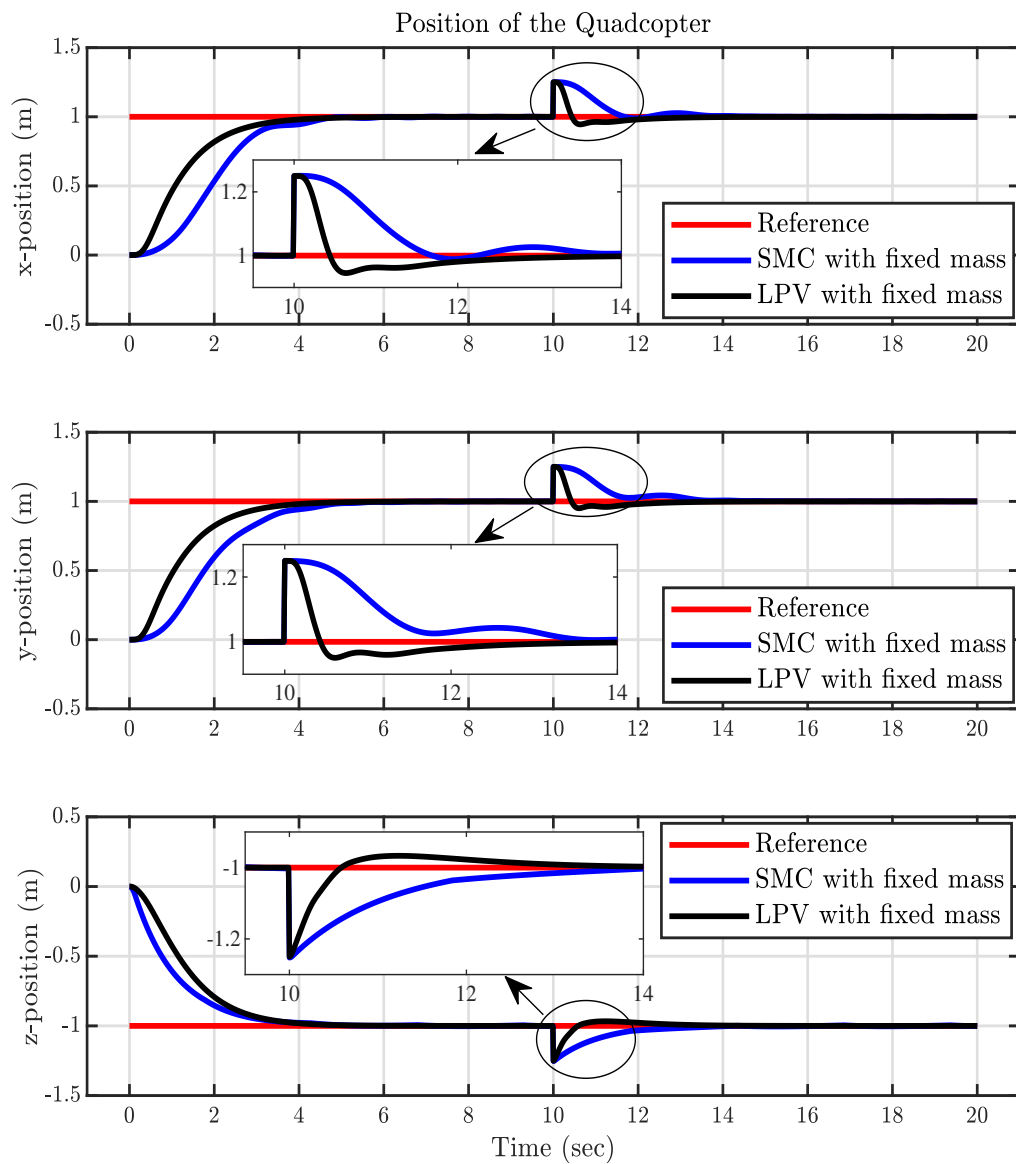 Position of the Quadcopter
x-position (m)
1.5
1
0.5
0
-0.5
1.2
1
10 12 14
Reference
SMC with fixed mass
LPV with fixed mass
0 2 4 6 8 10 12 14 16 18 20
y-position (m)
1.5
1
0.5
0
-0.5
1.2
1
10 12 14
Reference
SMC with fixed mass
LPV with fixed mass
0 2 4 6 8 10 12 14 16 18 20
z-position (m)
0.5
0
-0.5
-1
-1.5
-1
-1.2
10 12 14
Reference
SMC with fixed mass
LPV with fixed mass
0 2 4 6 8 10 12 14 16 18 20
Time (sec)